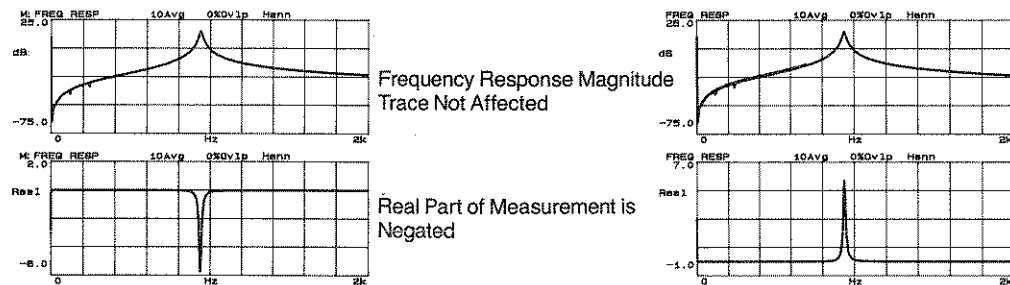 M: FREQ RESP 10Avg 0%Ovlp Hann
25.0
dB
-75.0
0 Hz 2k
Frequency Response Magnitude
Trace Not Affected
FREQ RESP 10Avg 0%Ovlp Hann
25.0
dB
-75.0
0 Hz 2k
M: FREQ RESP 10Avg 0%Ovlp Hann
2.0
Real
-6.0
0 Hz 2k
Real Part of Measurement is
Negated
FREQ RESP 10Avg 0%Ovlp Hann
7.0
Real
-1.0
0 Hz 2k